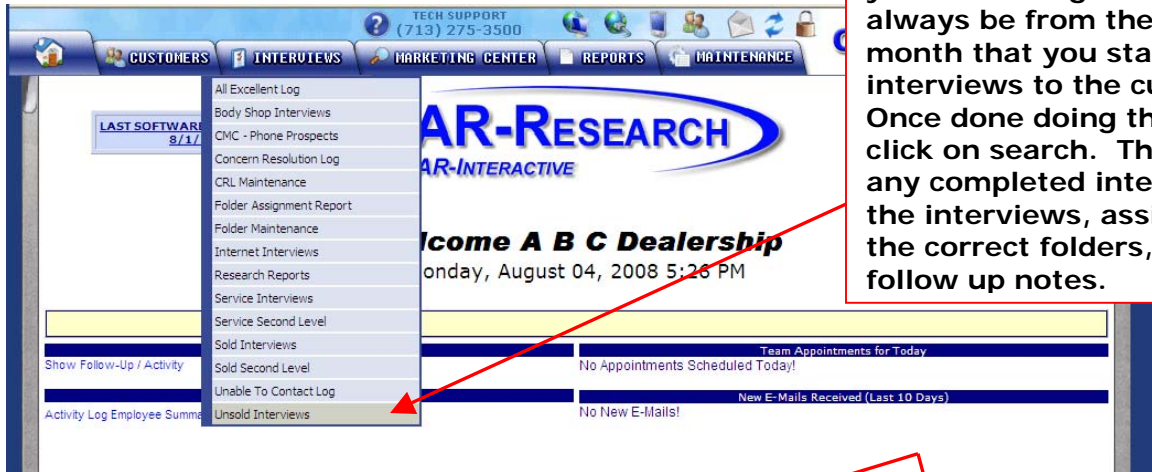 TECH SUPPORT
(713) 275-3500
CUSTOMERS INTERVIEWS MARKETING CENTER REPORTS MAINTENANCE
All Excellent Log
Body Shop Interviews
CMC - Phone Prospects
Concern Resolution Log
CRL Maintenance
Folder Assignment Report
Folder Maintenance
Internet Interviews
Research Reports
Service Interviews
Service Second Level
Sold Interviews
Sold Second Level
Unable To Contact Log
Unsold Interviews
LAST SOFTWARE
8/1/
AR-RESEARCH
AR-INTERACTIVE
lcome A B C Dealership
onday, August 04, 2008 5:26 PM
Show Follow-Up / Activity
Activity Log Employee Summa
Team Appointments for Today
No Appointments Scheduled Today!
New E-Mails Received (Last 10 Days)
No New E-Mails!
always be from the
month that you sta
interviews to the cu
Once done doing th
click on search. Th
any completed inte
the interviews, assi
the correct folders,
follow up notes.